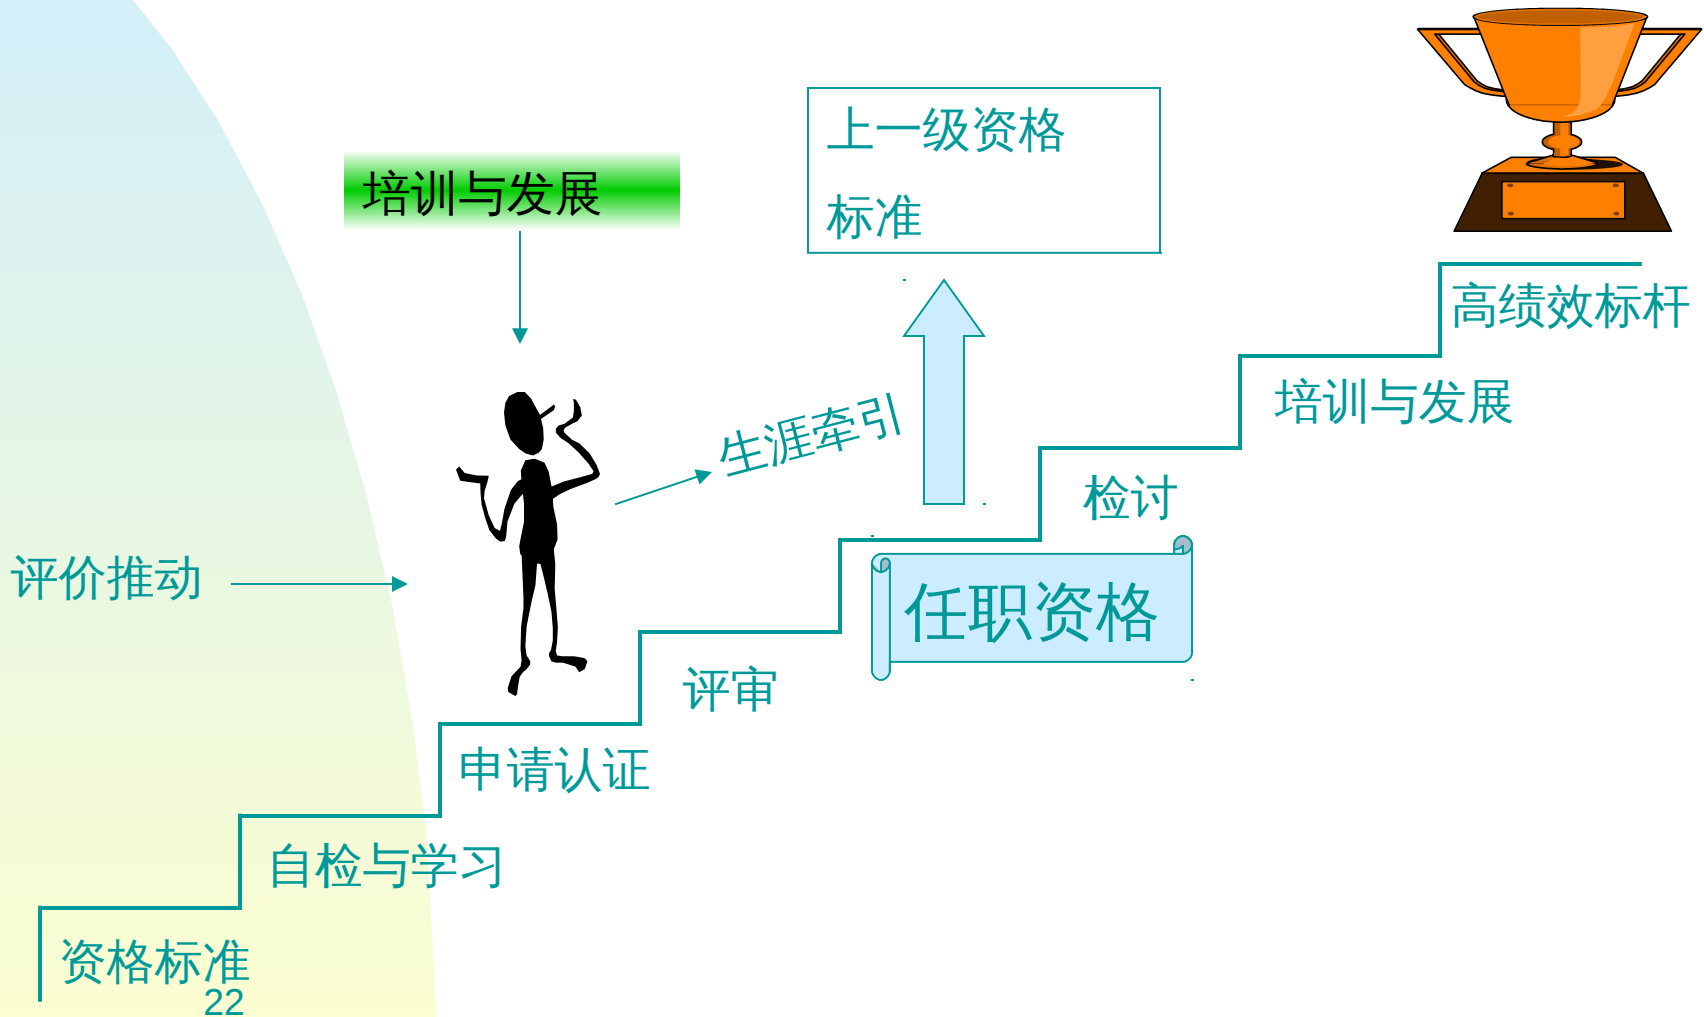 上一级资格
标准
培训与发展
高绩效标杆
培训与发展
生涯牵引
检讨
评价推动
任职资格
评审
申请认证
自检与学习
资格标准
22